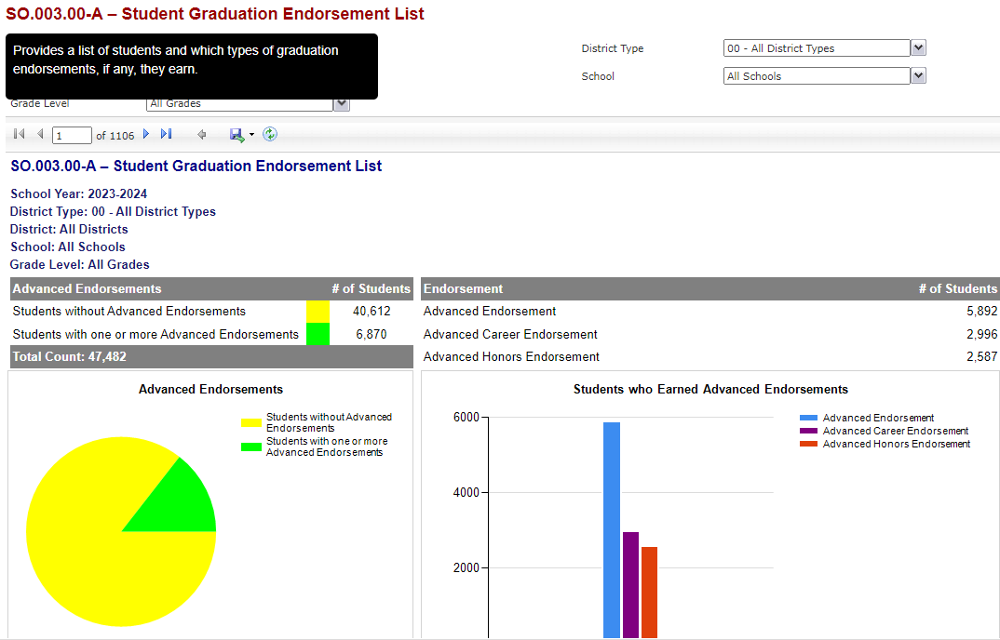 SO.003.00-A – Student Graduation Endorsement List
Provides a list of students and which types of graduation
endorsements, if any, they earn.
District Type
00 - All District Types
School
All Schools
Grade Level
All Grades
1 of 1106
SO.003.00-A – Student Graduation Endorsement List
School Year: 2023-2024
District Type: 00 - All District Types
District: All Districts
School: All Schools
Grade Level: All Grades
Advanced Endorsements # of Students
Students without Advanced Endorsements 40,612
Students with one or more Advanced Endorsements 6,870
Total Count: 47,482
Endorsement # of Students
Advanced Endorsement 5,892
Advanced Career Endorsement 2,996
Advanced Honors Endorsement 2,587
Advanced Endorsements
Students without Advanced
Endorsements
Students with one or more
Advanced Endorsements
Students who Earned Advanced Endorsements
6000
4000
2000
Advanced Endorsement
Advanced Career Endorsement
Advanced Honors Endorsement